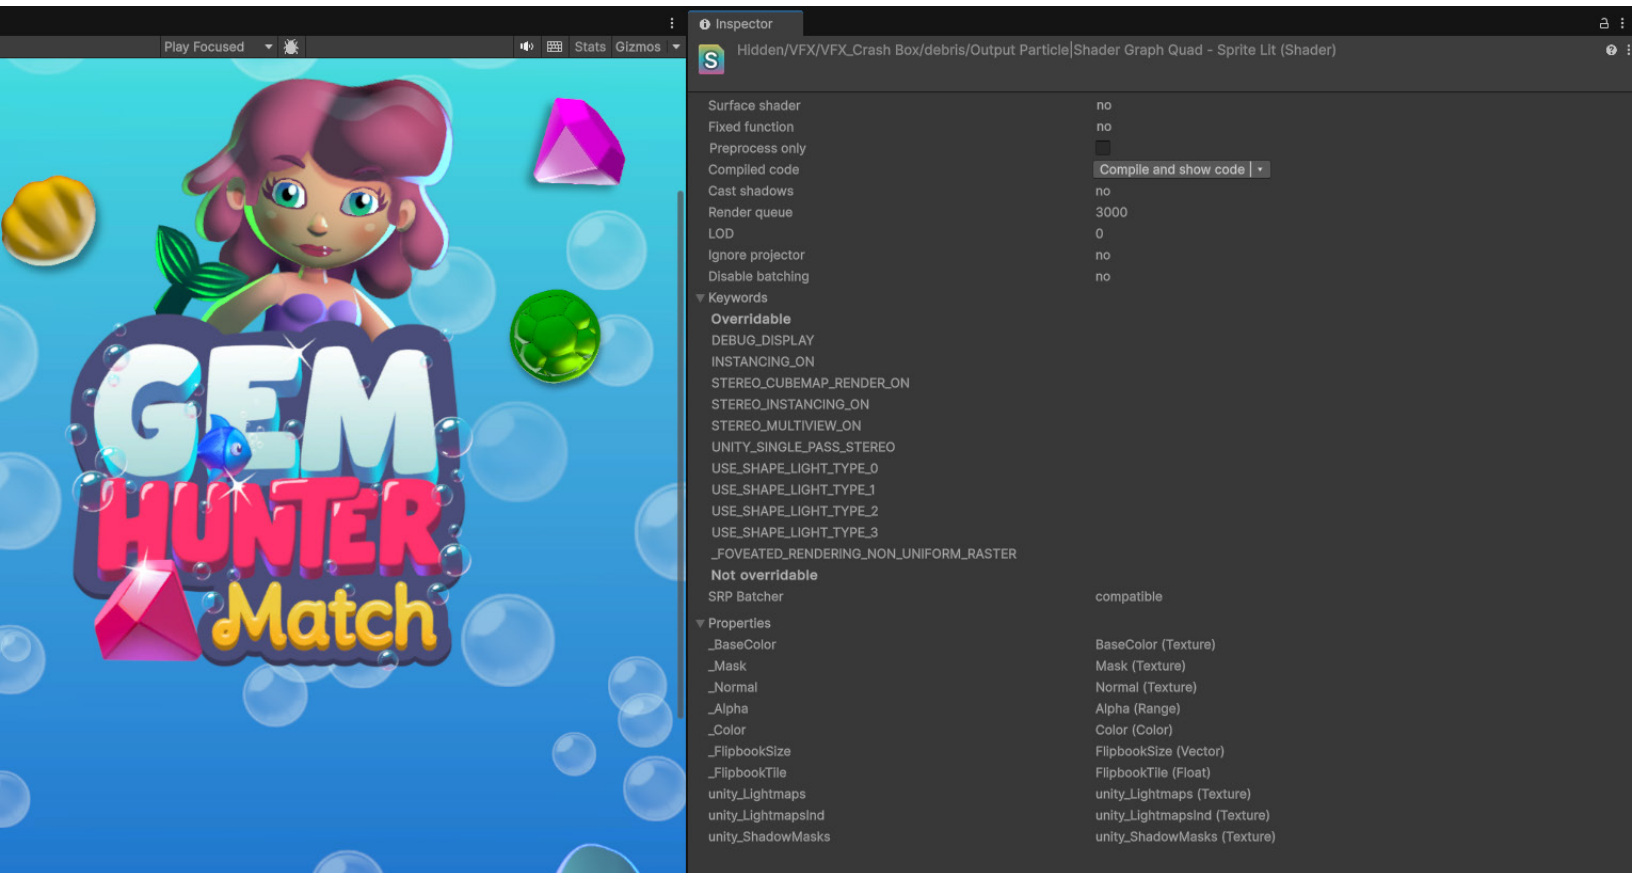 Play Focused
Stats Gizmos
GEM
HUNTER
Match
Inspector
Hidden/VFX/VFX_Crash Box/debris/Output Particle|Shader Graph Quad - Sprite Lit (Shader)
S
Surface shader no
Fixed function no
Preprocess only
Compiled code Compile and show code
Cast shadows no
Render queue 3000
LOD 0
Ignore projector no
Disable batching no
Keywords
Overridable
DEBUG_DISPLAY
INSTANCING_ON
STEREO_CUBEMAP_RENDER_ON
STEREO_INSTANCING_ON
STEREO_MULTIVIEW_ON
UNITY_SINGLE_PASS_STEREO
USE_SHAPE_LIGHT_TYPE_0
USE_SHAPE_LIGHT_TYPE_1
USE_SHAPE_LIGHT_TYPE_2
USE_SHAPE_LIGHT_TYPE_3
_FOVEATED_RENDERING_NON_UNIFORM_RASTER
Not overridable
SRP Batcher compatible
Properties
_BaseColor BaseColor (Texture)
_Mask Mask (Texture)
_Normal Normal (Texture)
_Alpha Alpha (Range)
_Color Color (Color)
_FlipbookSize FlipbookSize (Vector)
_FlipbookTile FlipbookTile (Float)
unity_Lightmaps unity_Lightmaps (Texture)
unity_LightmapsInd unity_LightmapsInd (Texture)
unity_ShadowMasks unity_ShadowMasks (Texture)